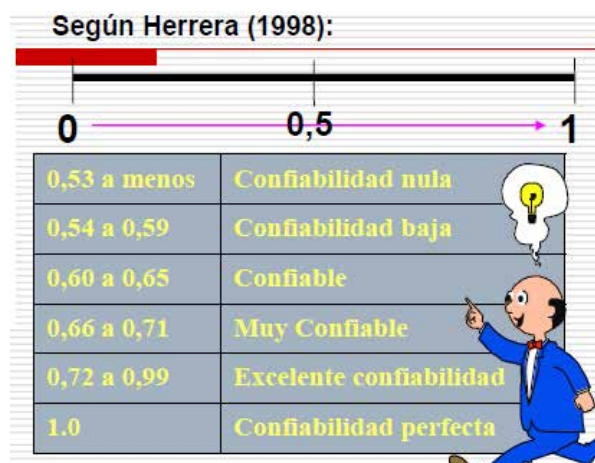 Según Herrera (1998):
0 0,5 1
0,53 a menos Confiabilidad nula
0,54 a 0,59 Confiabilidad baja
0,60 a 0,65 Confiable
0,66 a 0,71 Muy Confiable
0,72 a 0,99 Excelente confiabilidad
1.0 Confiabilidad perfecta